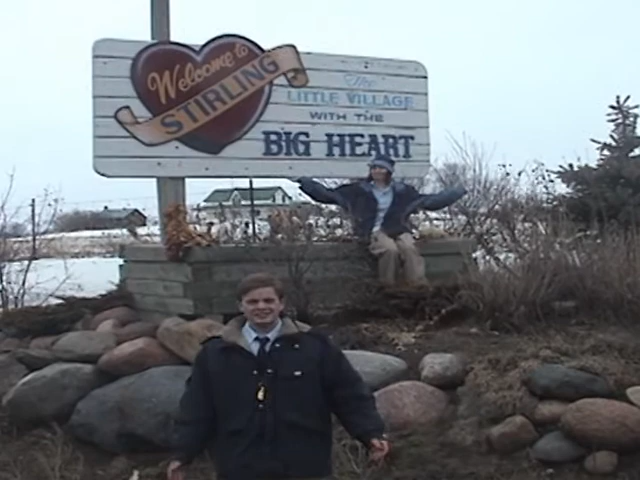 Welcome to
STIRLING
The
LITTLE VILLAGE
WITH THE
BIG HEART